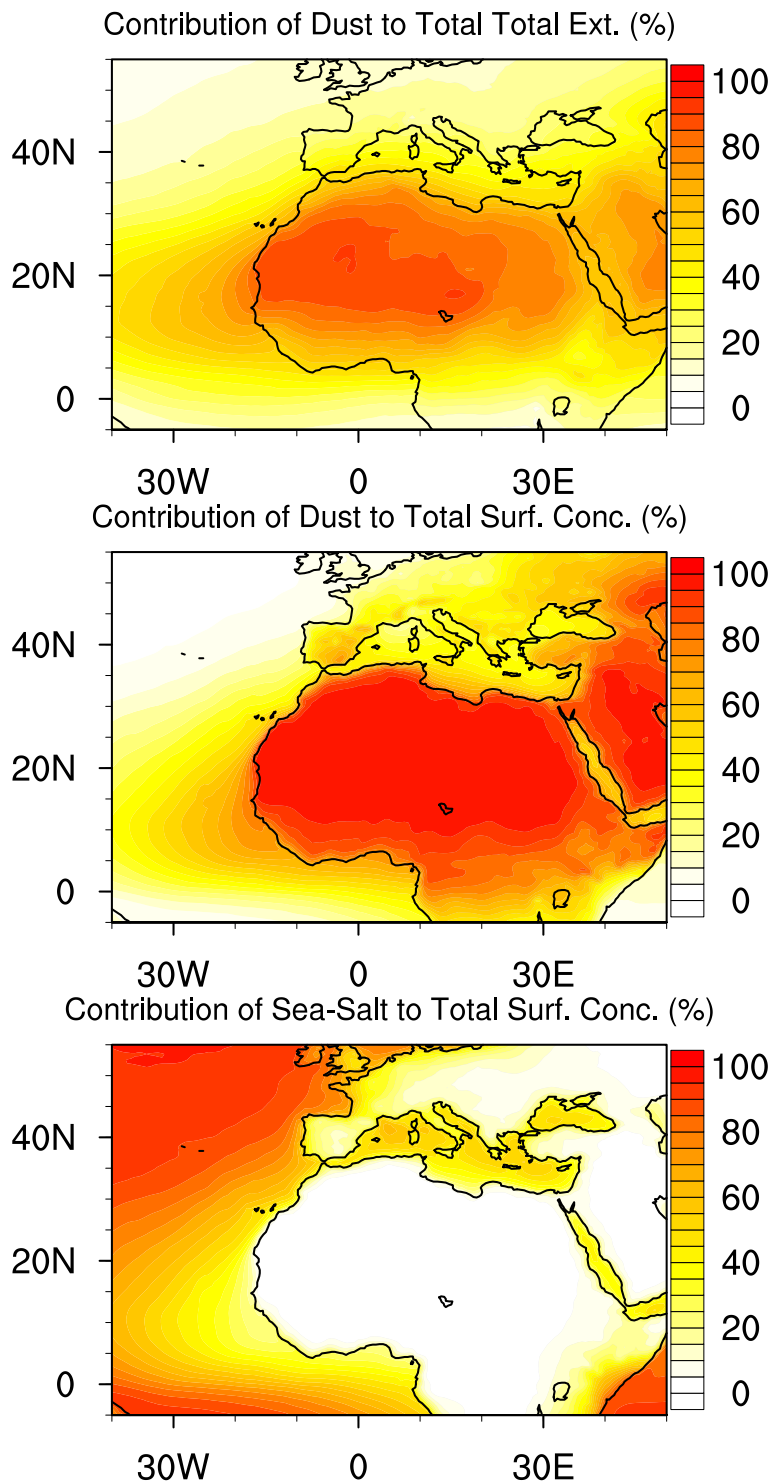 Contribution of Dust to Total Total Ext. (%)
100
80
60
40
20
0
40N
20N
0
30W 0 30E
Contribution of Dust to Total Surf. Conc. (%)
100
80
60
40
20
0
40N
20N
0
30W 0 30E
Contribution of Sea-Salt to Total Surf. Conc. (%)
100
80
60
40
20
0
40N
20N
0
30W 0 30E